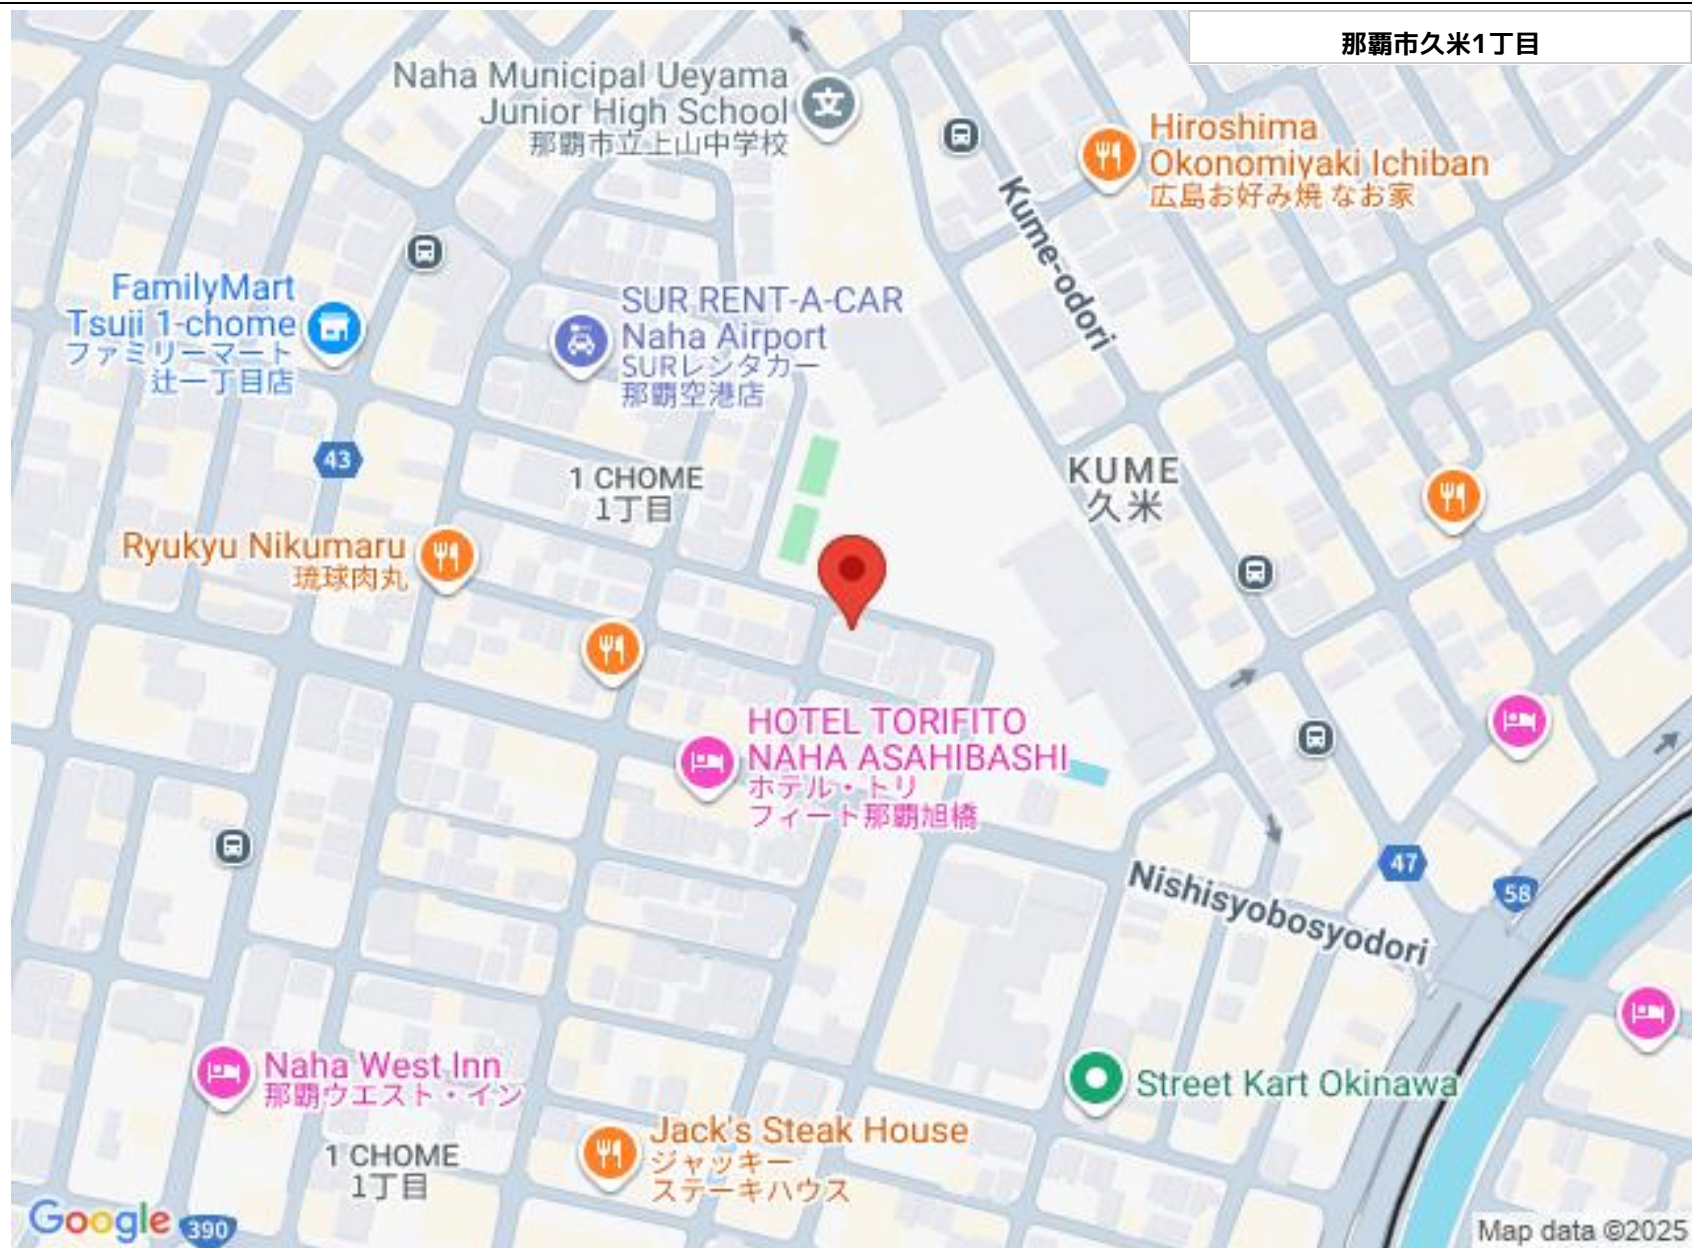 那覇市久米1丁目
Naha Municipal Ueyama
Junior High School
那覇市立上山中学校
Hiroshima
Okonomiyaki Ichiban
広島お好み焼 なお家
Kume-odori
FamilyMart
Tsuji 1-chome
ファミリーマート
辻一丁目店
SUR RENT-A-CAR
Naha Airport
SURレンタカー
那覇空港店
43
1 CHOME
1丁目
KUME
久米
Ryukyu Nikumaru
琉球肉丸
HOTEL TORIFITO
NAHA ASAHIBASHI
ホテル・トリ
フィート那覇旭橋
47
58
Nishisyobosyodori
Naha West Inn
那覇ウエスト・イン
Street Kart Okinawa
Jack's Steak House
ジャッキー
ステーキハウス
1 CHOME
1丁目
Google
390
Map data ©2025